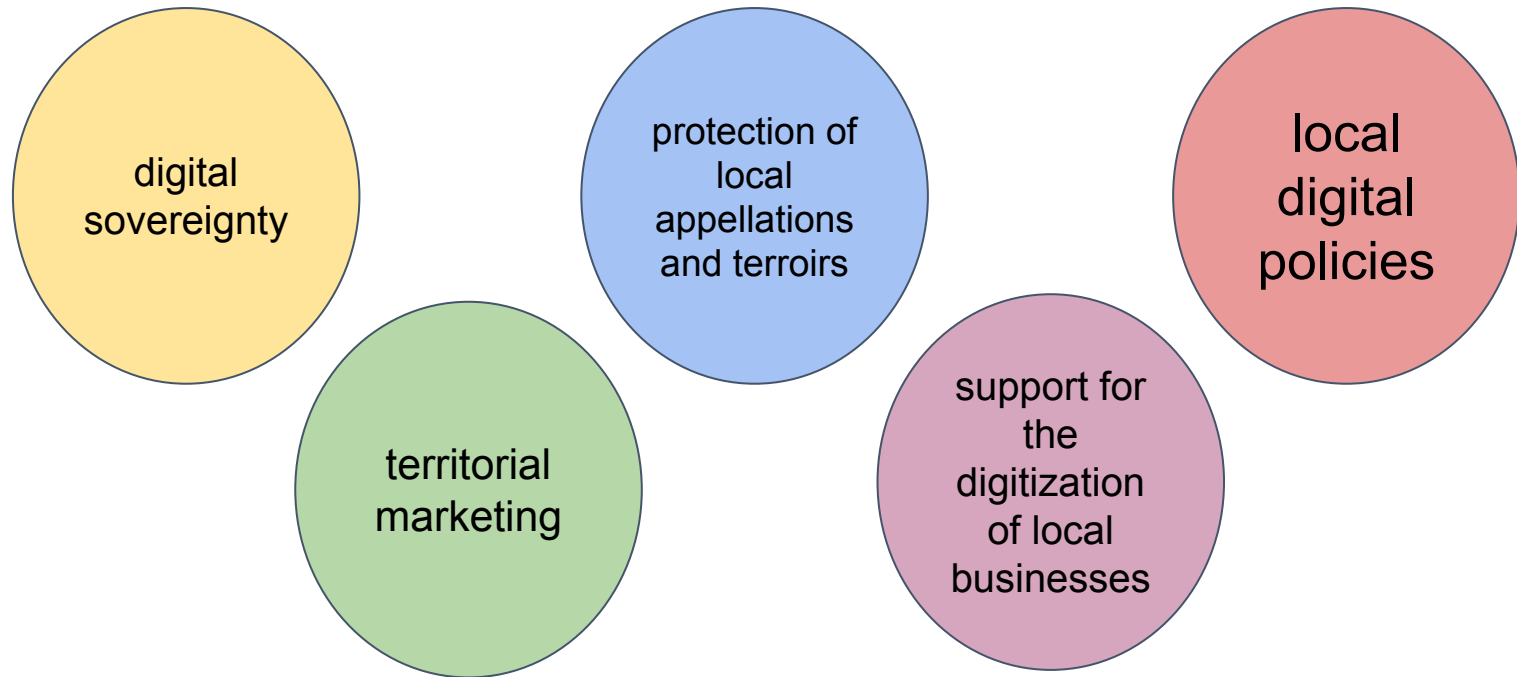 digital
sovereignty
territorial
marketing
protection of
local
appellations
and terroirs
support for
the
digitization
of local
businesses
local
digital
policies